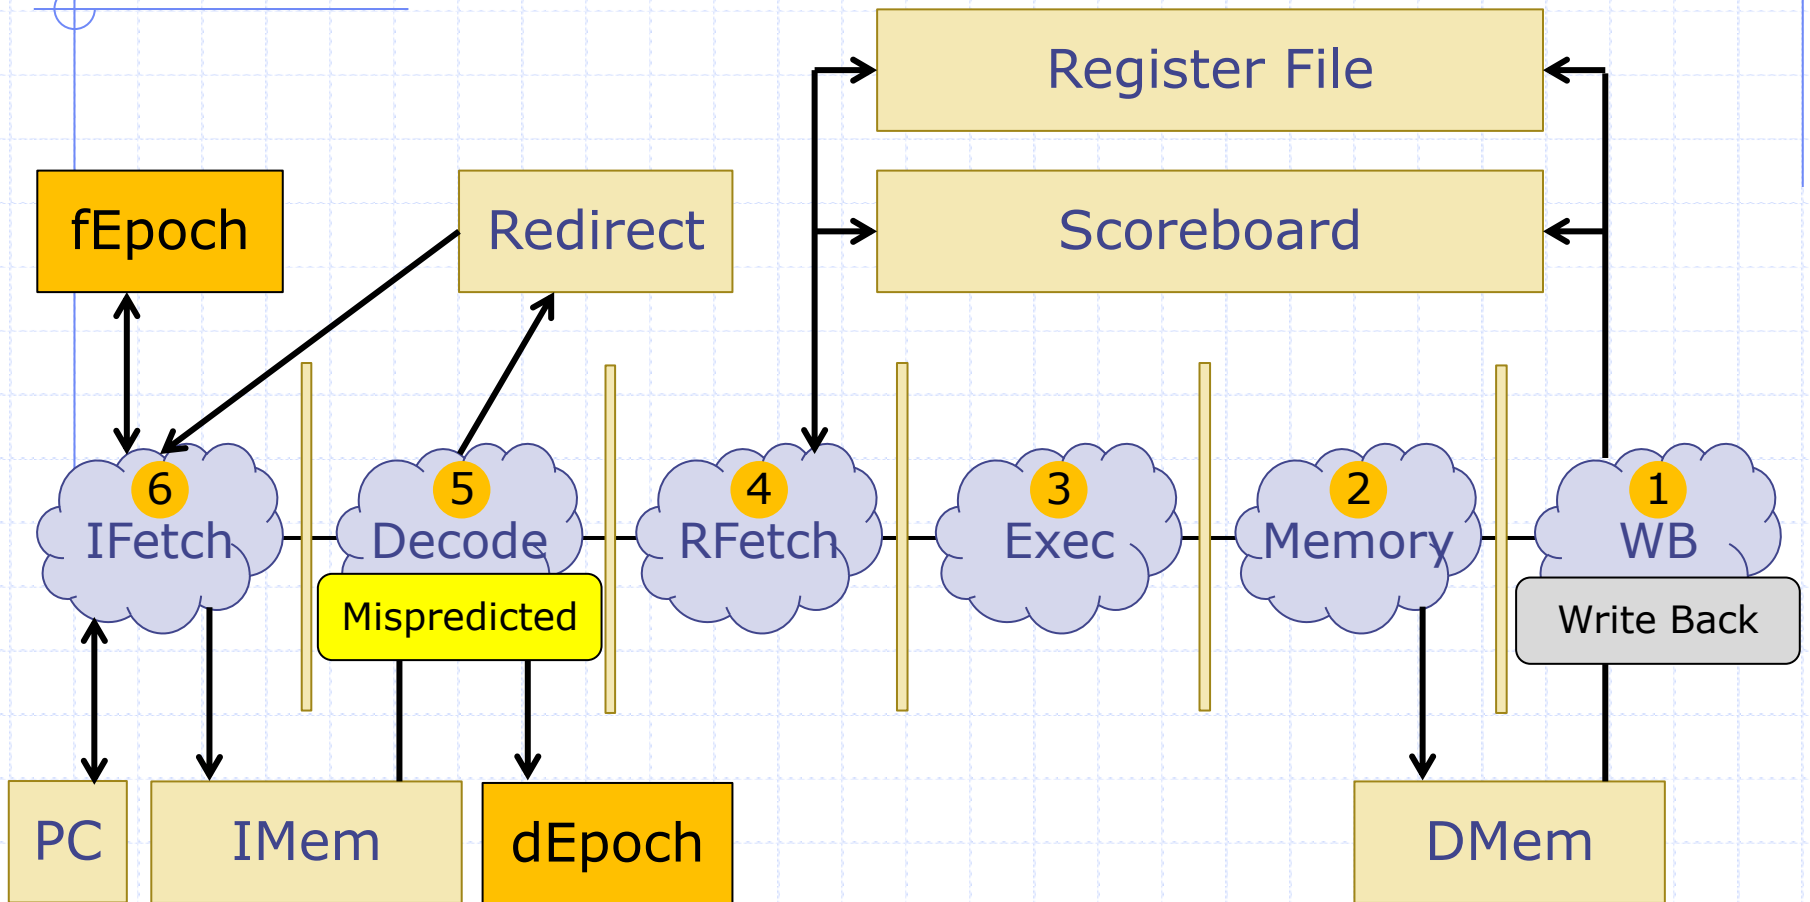 Register File
fEpoch
Redirect
Scoreboard
6
IFetch
5
Decode
4
RFetch
3
Exec
2
Memory
1
WB
Mispredicted
Write Back
PC
IMem
dEpoch
DMem